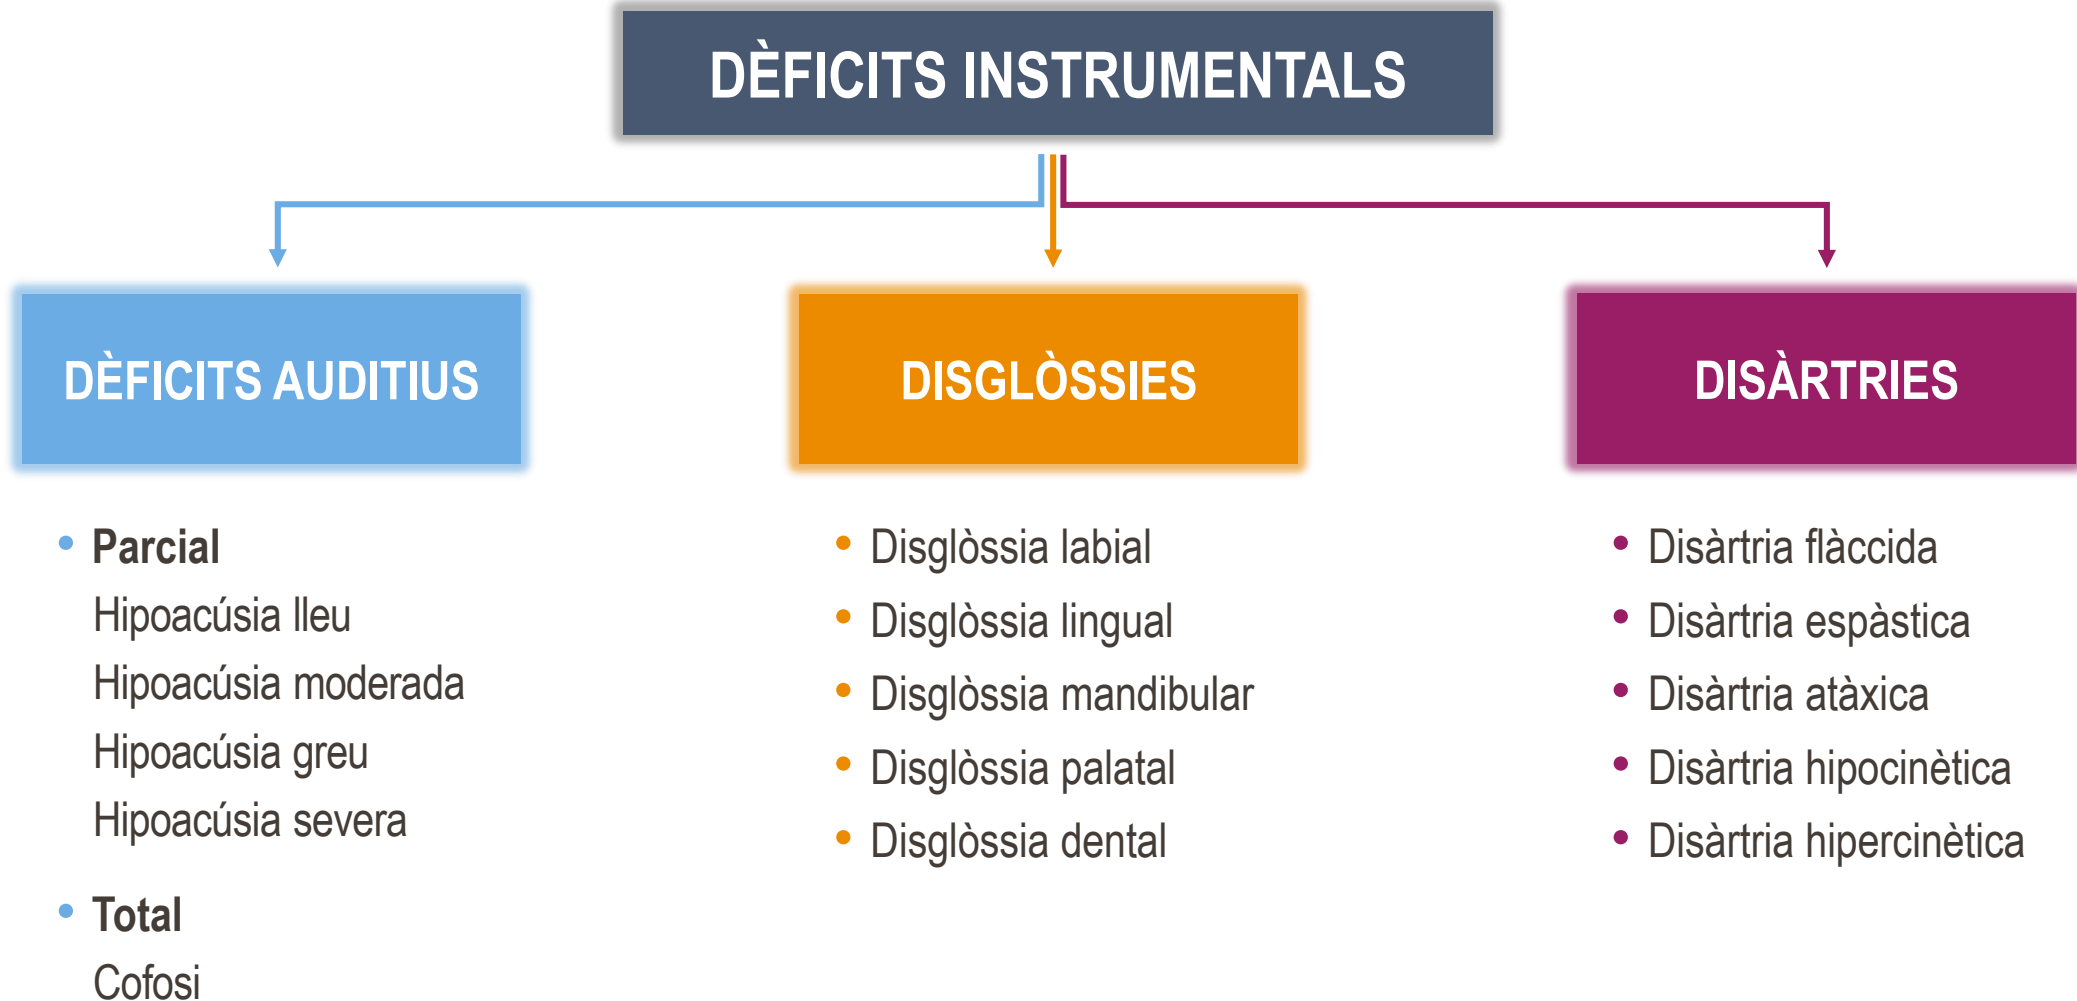 DÈFICITS INSTRUMENTALS
DÈFICITS AUDITIUS
• Parcial
Hipoacúsia lleu
Hipoacúsia moderada
Hipoacúsia greu
Hipoacúsia severa
• Total
Cofosi
DISGLÒSSIES
• Disglòssia labial
• Disglòssia lingual
• Disglòssia mandibular
• Disglòssia palatal
• Disglòssia dental
DISÀRTRIES
• Disàrtria flàccida
• Disàrtria espàstica
• Disàrtria atàxica
• Disàrtria hipocinètica
• Disàrtria hipercinètica